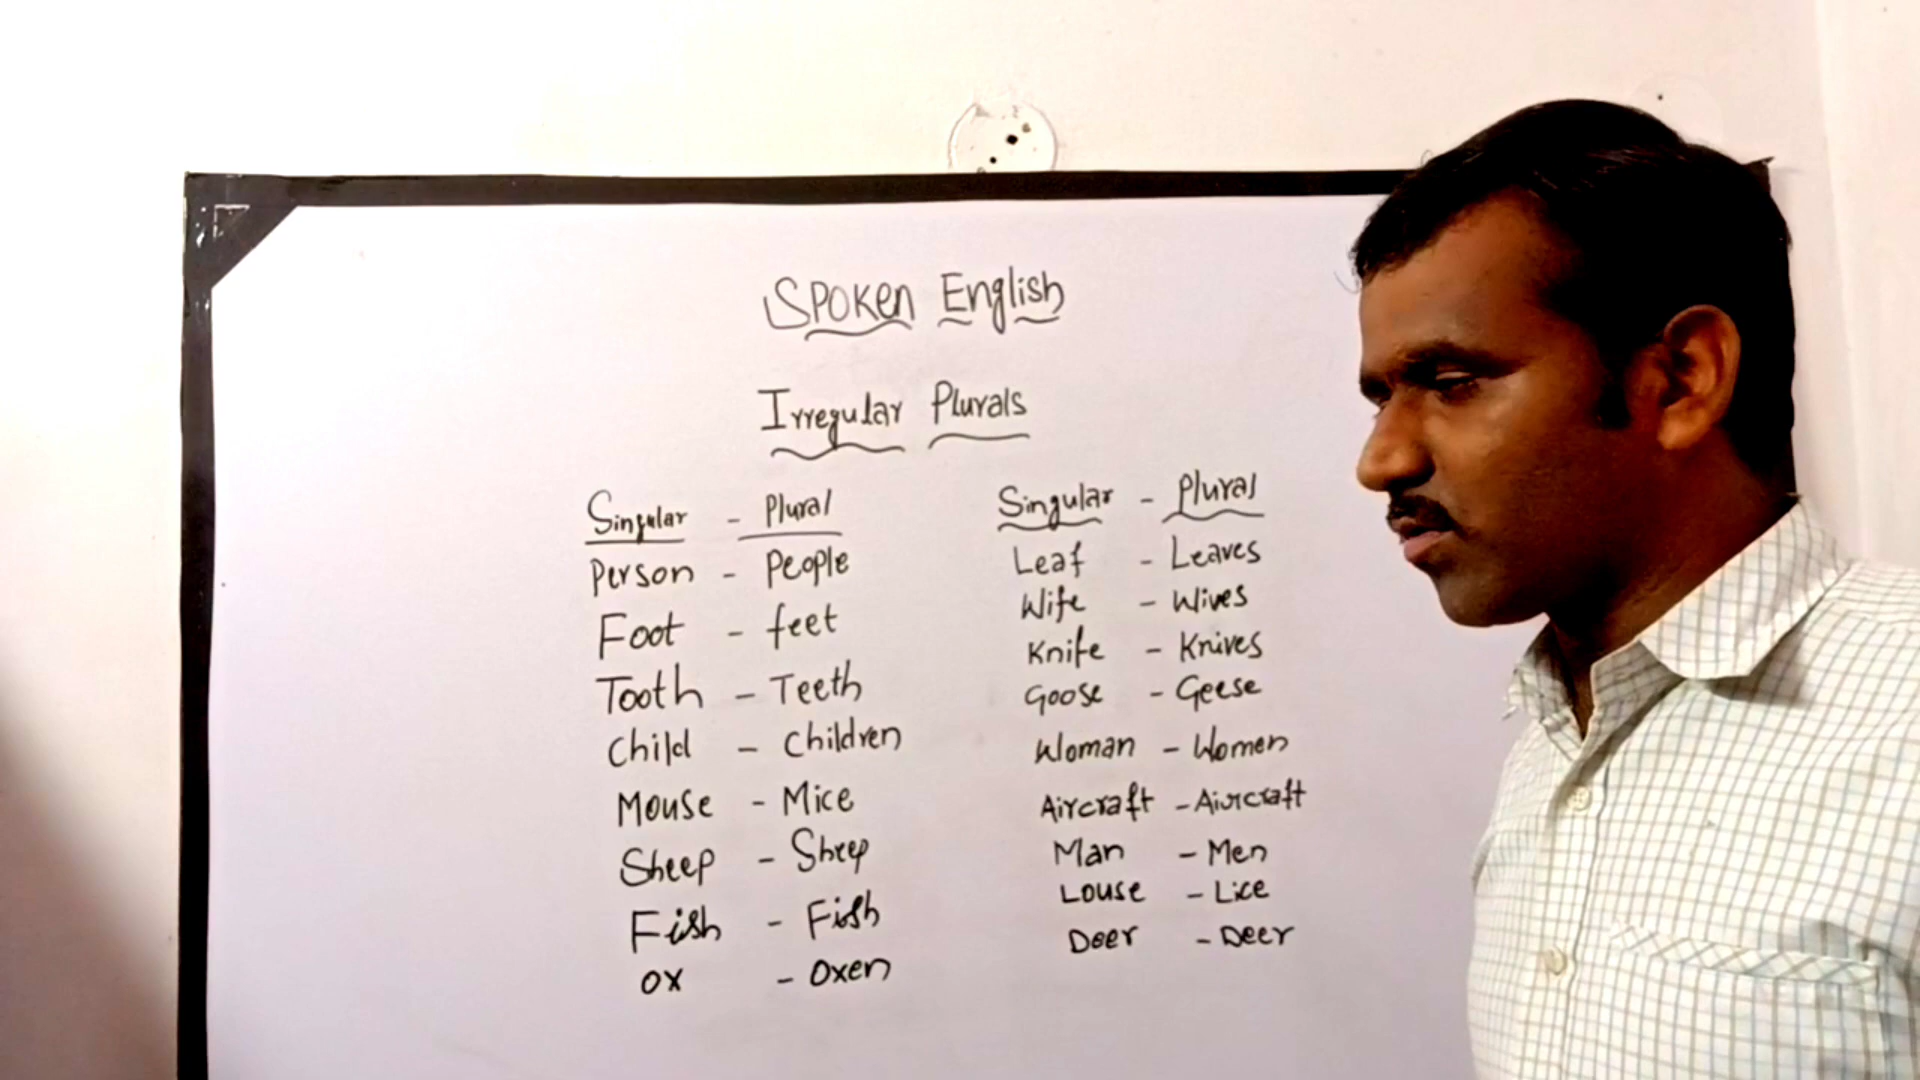 Spoken English
Irregular Plurals
Singular - Plural
Person - People
Foot - feet
Tooth - Teeth
Child - Children
Mouse - Mice
Sheep - Sheep
Fish - Fish
OX - Oxen
Singular - Plural
Leaf - Leaves
Wife - Wives
Knife - Knives
Goose - Geese
Woman - Women
Aircraft - Aircraft
Man - Men
Louse - Lice
Deer - Deer